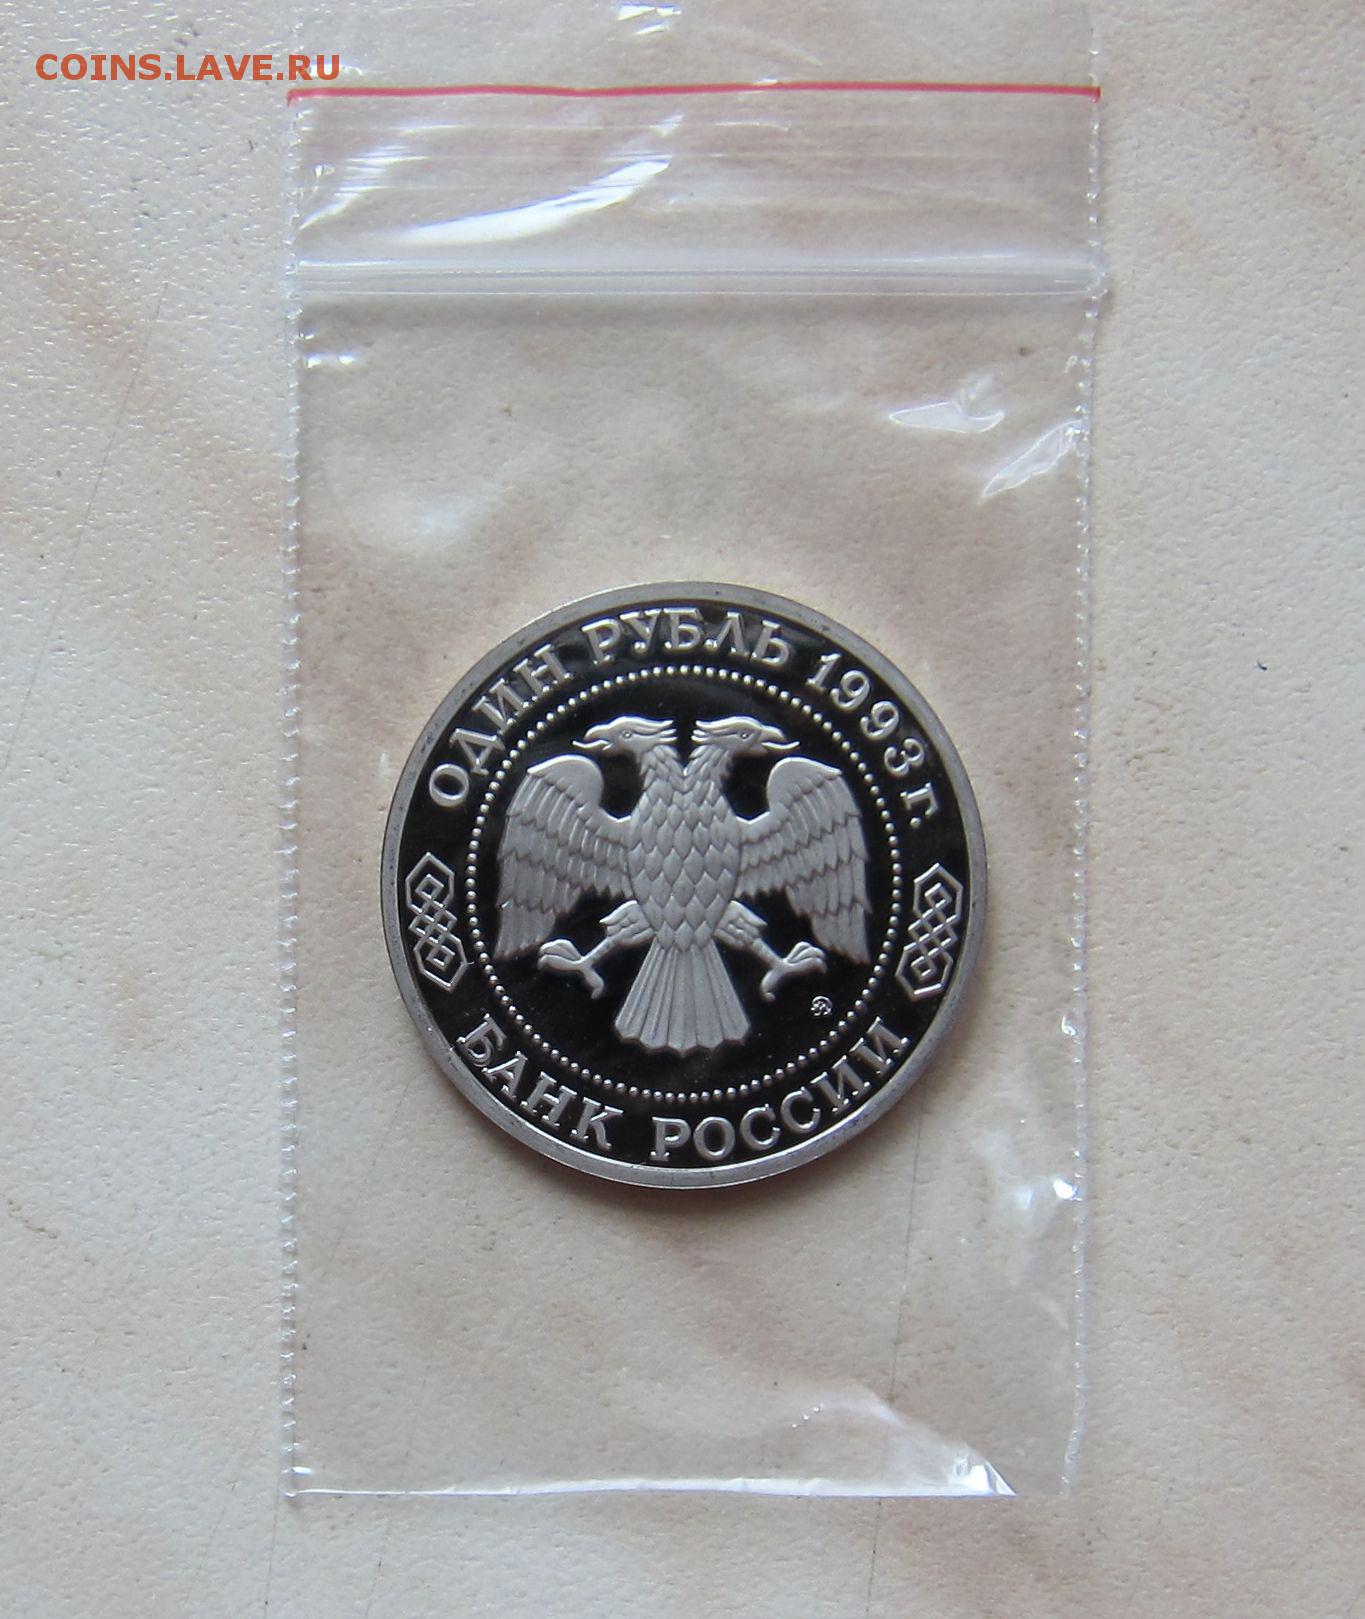 COINS.LAVE.RU
ОДИН РУБЛЬ 1993 г.
БАНК РОССИИ